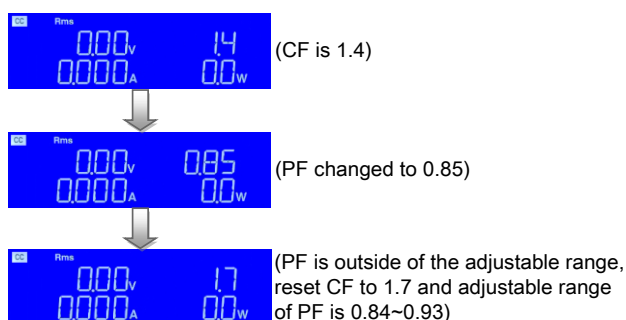 CC Rms
0.00V 1.4
0.000A 0.0W
(CF is 1.4)
CC Rms
0.00V 0.85
0.000A 0.0W
(PF changed to 0.85)
CC Rms
0.00V 1.7
0.000A 0.0W
(PF is outside of the adjustable range,
reset CF to 1.7 and adjustable range
of PF is 0.84~0.93)